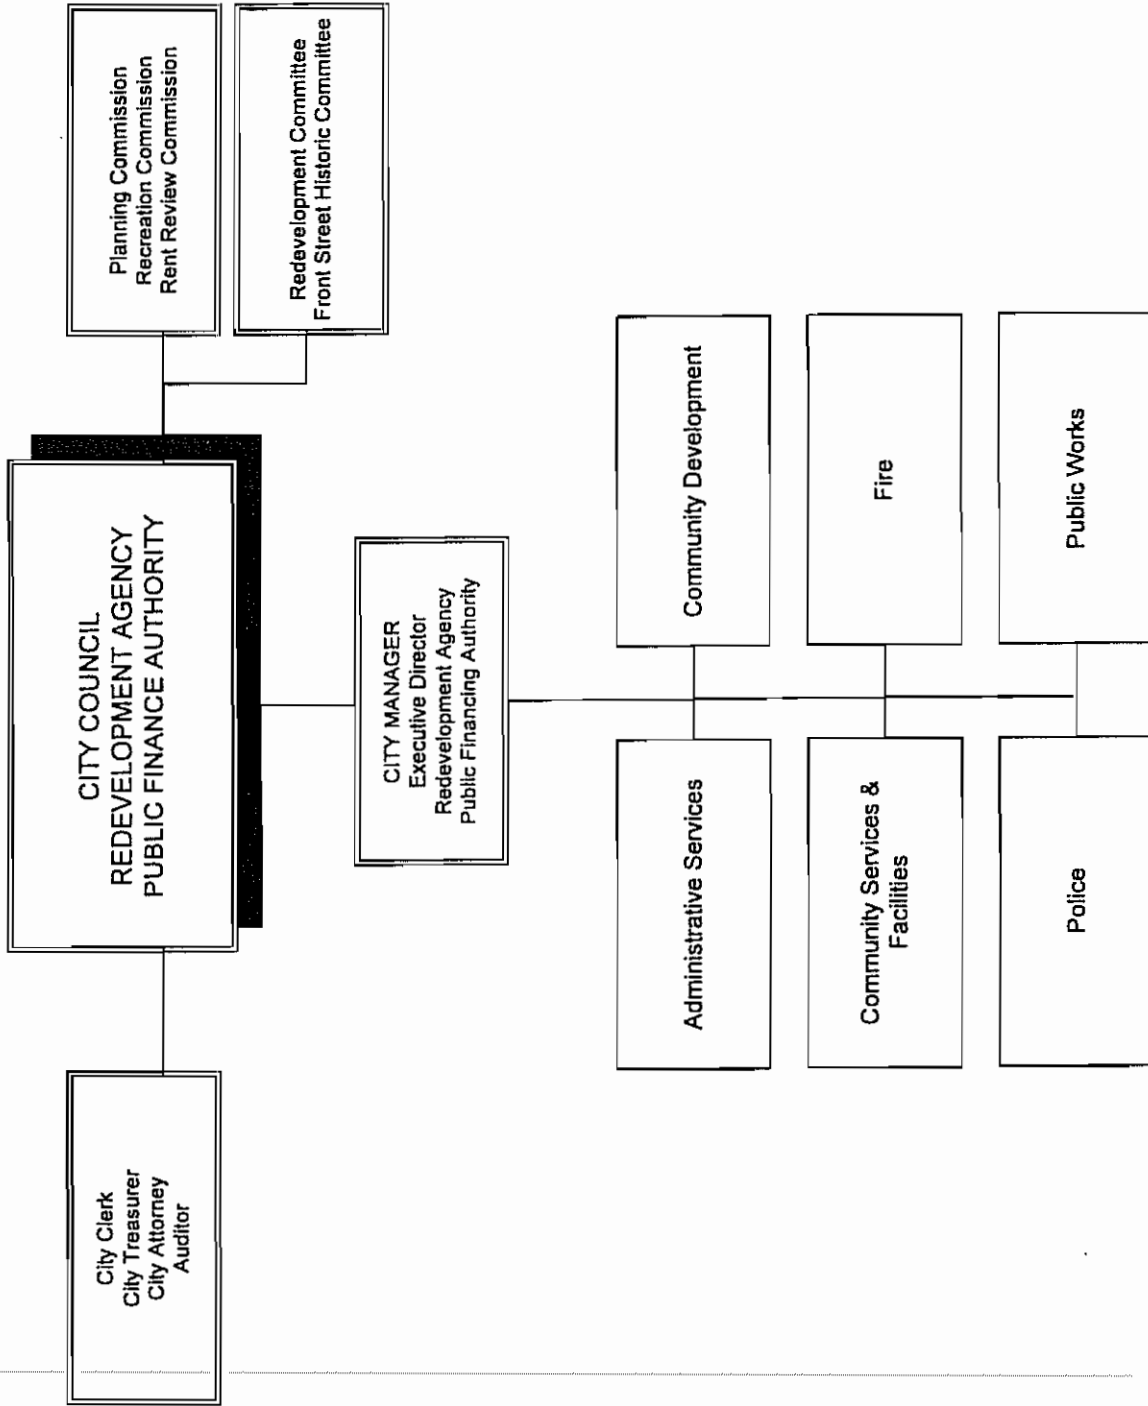 CITY COUNCIL
REDEVELOPMENT AGENCY
PUBLIC FINANCE AUTHORITY
City Clerk
City Treasurer
City Attorney
Auditor
Planning Commission
Recreation Commission
Rent Review Commission
Redevelopment Committee
Front Street Historic Committee
CITY MANAGER
Executive Director
Redevelopment Agency
Public Financing Authority
Administrative Services
Community Development
Community Services &
Facilities
Fire
Police
Public Works